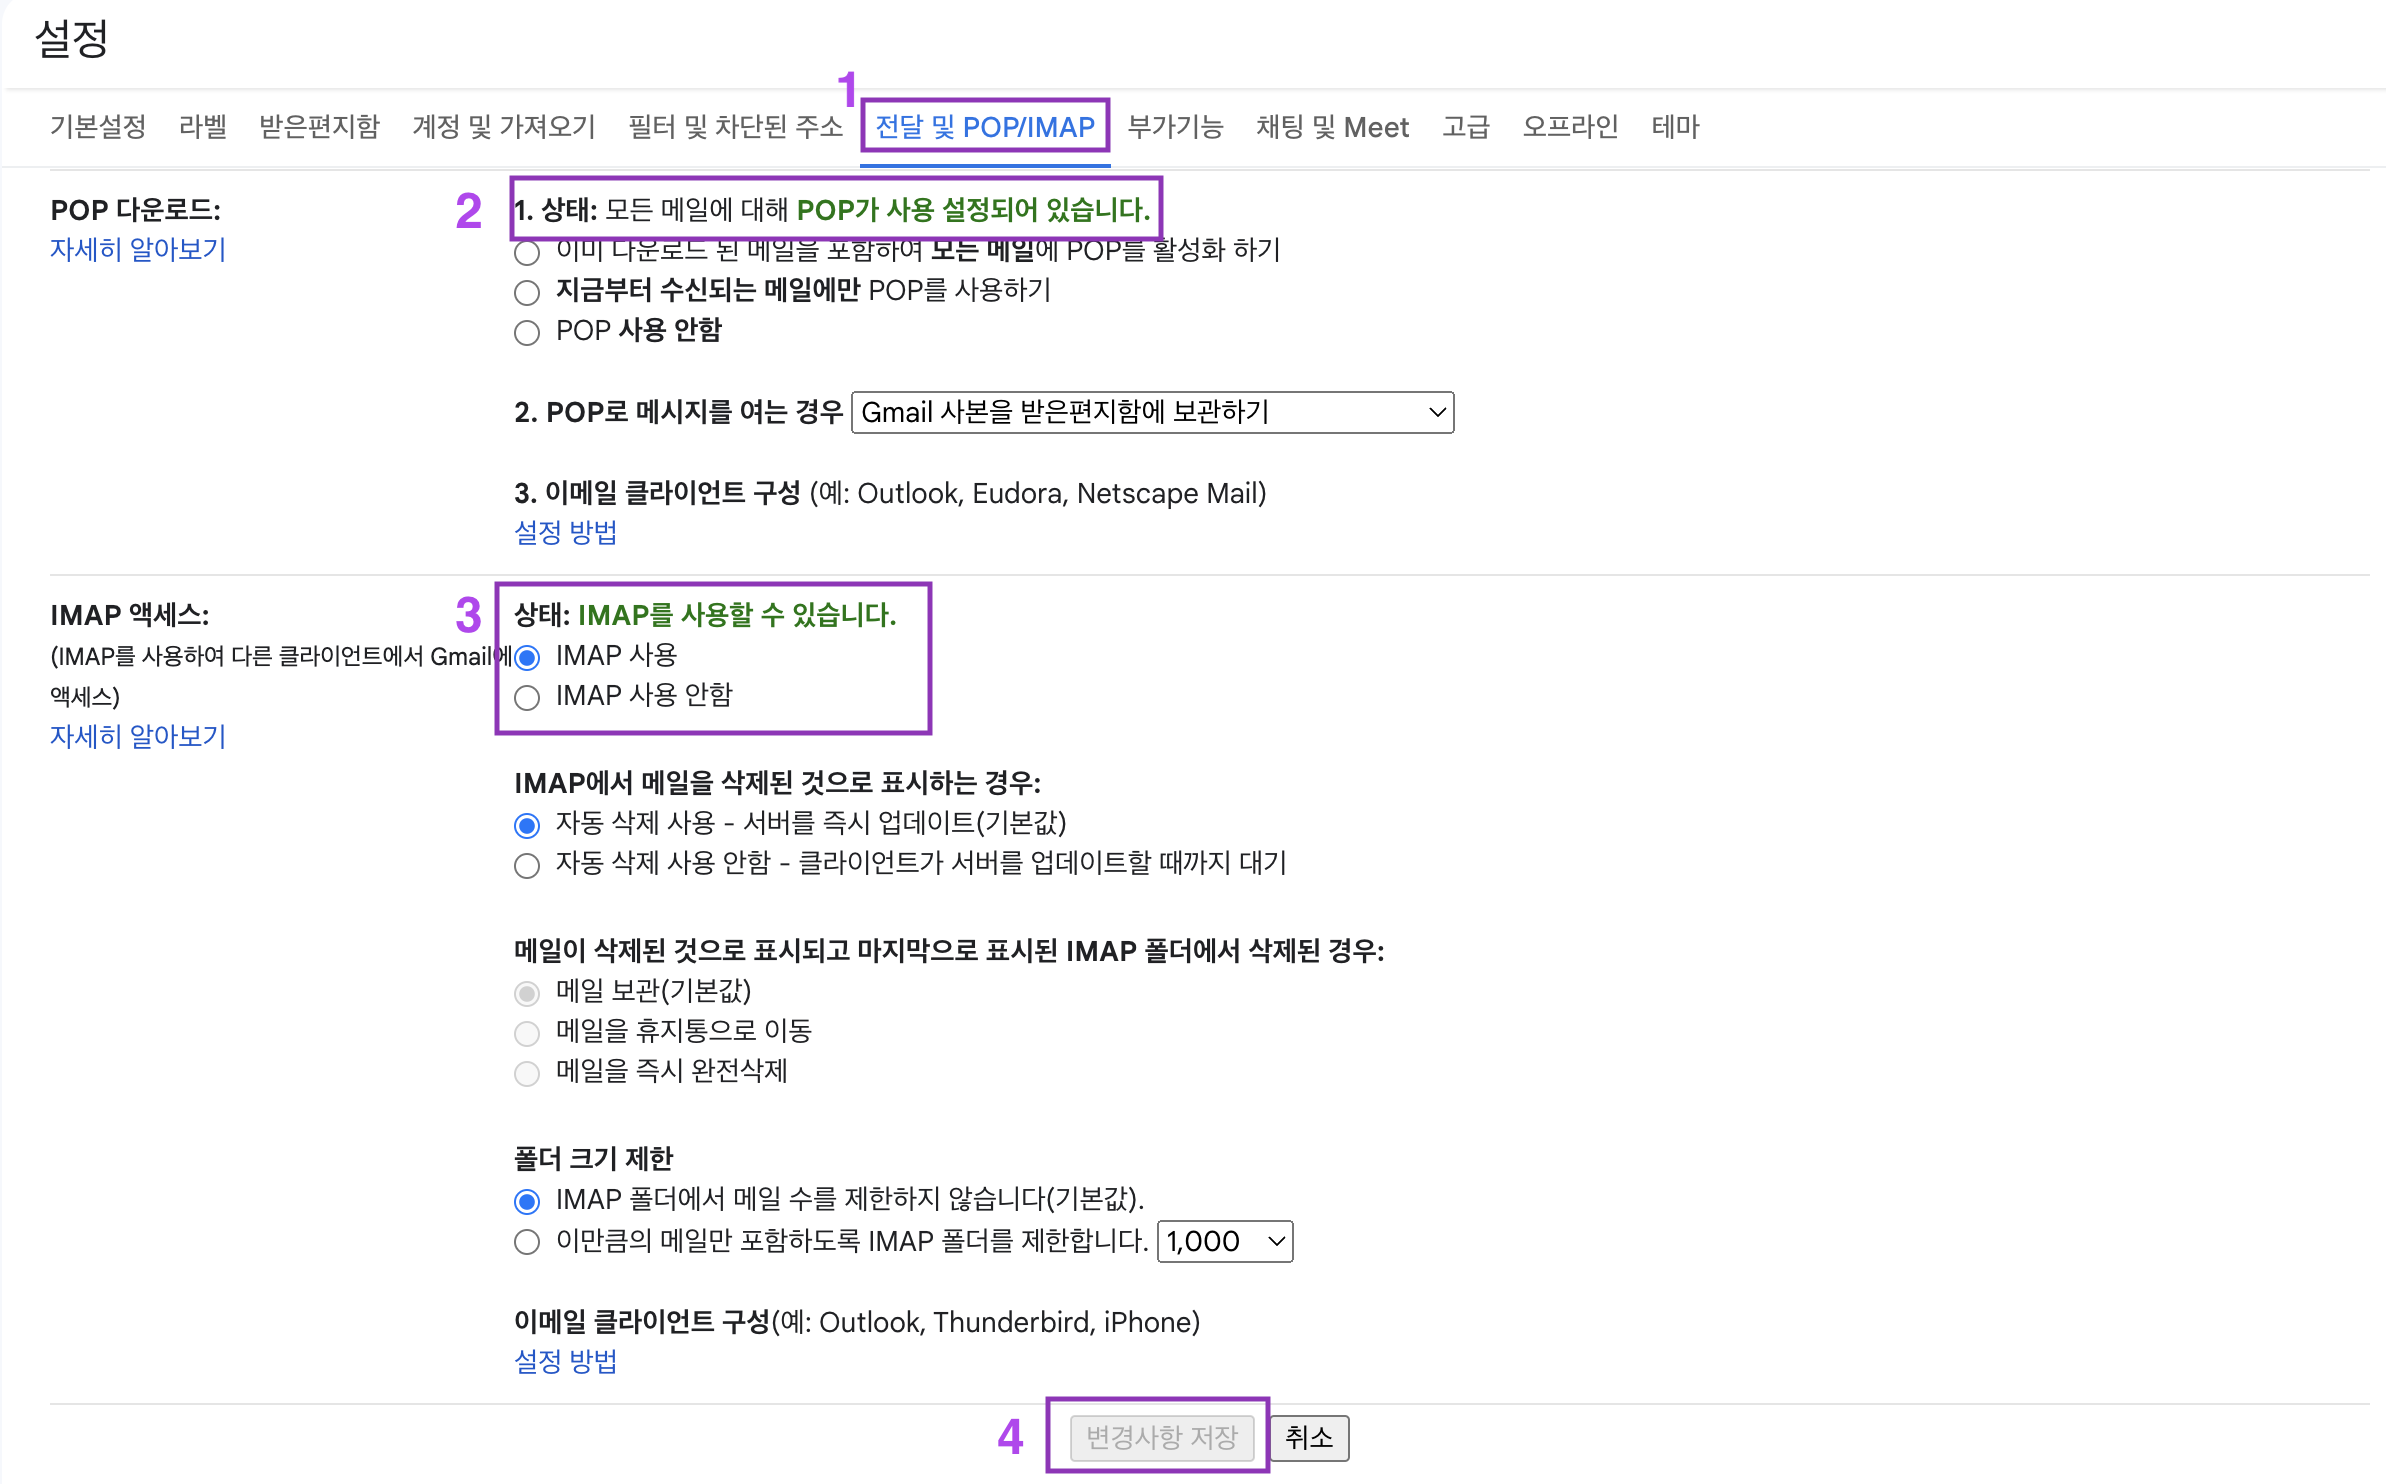 설정
1
기본설정 라벨 받은편지함 계정 및 가져오기 필터 및 차단된 주소 전달 및 POP/IMAP 부가기능 채팅 및 Meet 고급 오프라인 테마
POP 다운로드:
자세히 알아보기
2
1. 상태: 모든 메일에 대해 POP가 사용 설정되어 있습니다.
이미 다운로드 된 메일을 포함하여 모든 메일에 POP를 활성화 하기
지금부터 수신되는 메일에만 POP를 사용하기
POP 사용 안함
2. POP로 메시지를 여는 경우 Gmail 사본을 받은편지함에 보관하기
3. 이메일 클라이언트 구성 (예: Outlook, Eudora, Netscape Mail)
설정 방법
IMAP 액세스:
(IMAP를 사용하여 다른 클라이언트에서 Gmail에
액세스)
자세히 알아보기
3
상태: IMAP를 사용할 수 있습니다.
IMAP 사용
IMAP 사용 안함
IMAP에서 메일을 삭제된 것으로 표시하는 경우:
자동 삭제 사용 - 서버를 즉시 업데이트(기본값)
자동 삭제 사용 안함 - 클라이언트가 서버를 업데이트할 때까지 대기
메일이 삭제된 것으로 표시되고 마지막으로 표시된 IMAP 폴더에서 삭제된 경우:
메일 보관(기본값)
메일을 휴지통으로 이동
메일을 즉시 완전삭제
폴더 크기 제한
IMAP 폴더에서 메일 수를 제한하지 않습니다(기본값).
이만큼의 메일만 포함하도록 IMAP 폴더를 제한합니다. 1,000
이메일 클라이언트 구성(예: Outlook, Thunderbird, iPhone)
설정 방법
4
변경사항 저장 취소